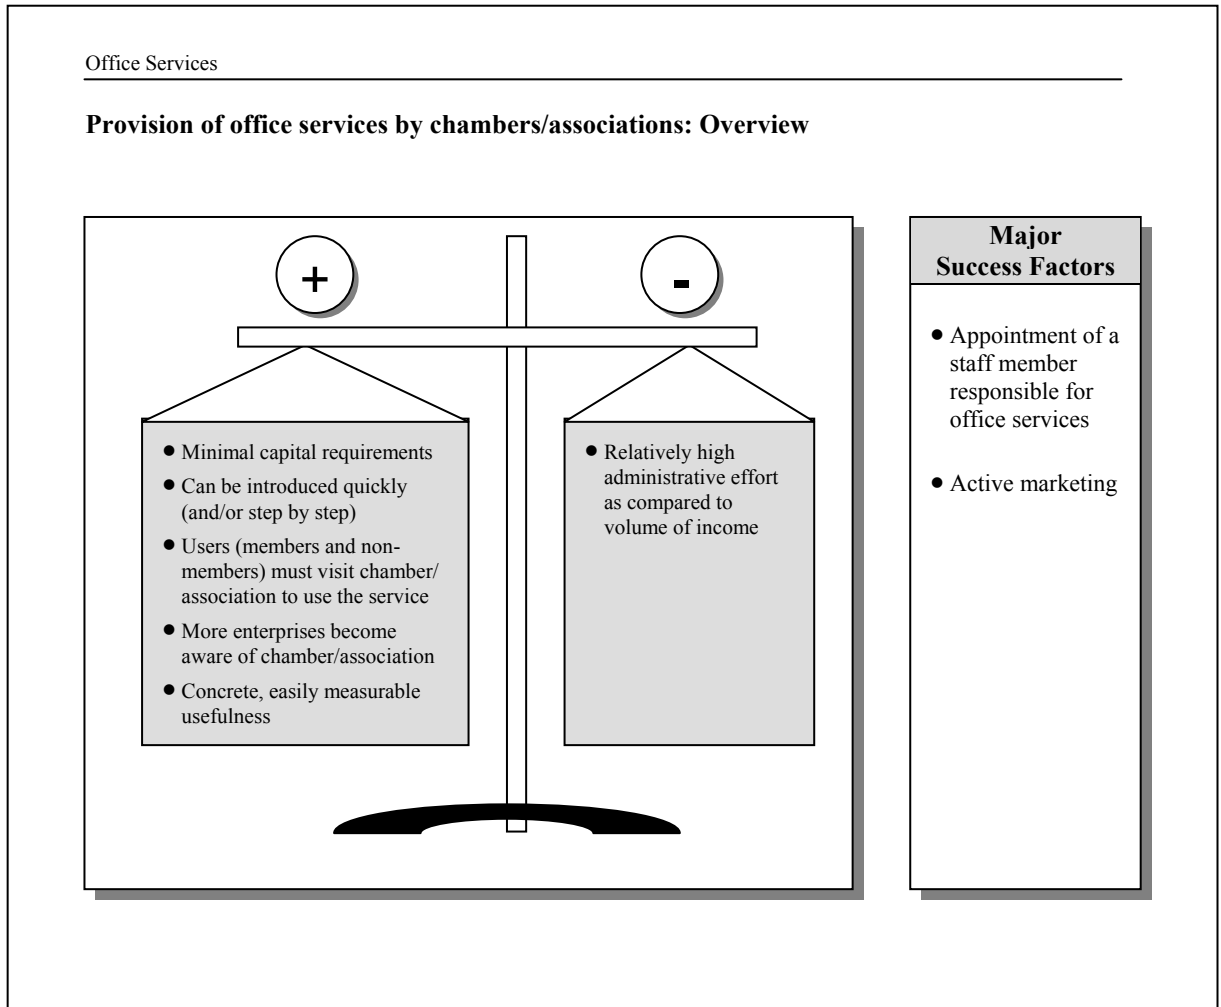 Office Services
Provision of office services by chambers/associations: Overview
+
-
● Minimal capital requirements
● Can be introduced quickly
(and/or step by step)
● Users (members and non-
members) must visit chamber/
association to use the service
● More enterprises become
aware of chamber/association
● Concrete, easily measurable
usefulness
● Relatively high
administrative effort
as compared to
volume of income
Major
Success Factors
● Appointment of a
staff member
responsible for
office services
● Active marketing